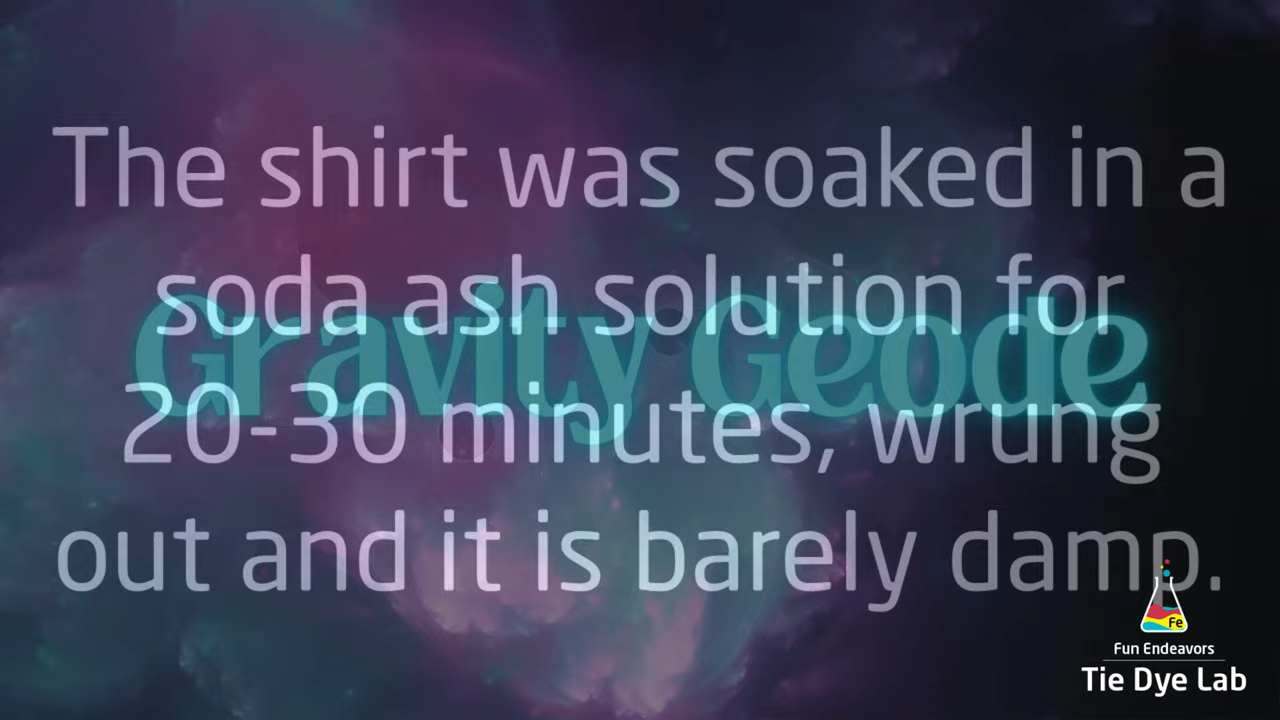 The shirt was soaked in a
soda ash solution for
Gravity Geode
20-30 minutes, wrung
out and it is barely damp.
Fe
Fun Endeavors
Tie Dye Lab